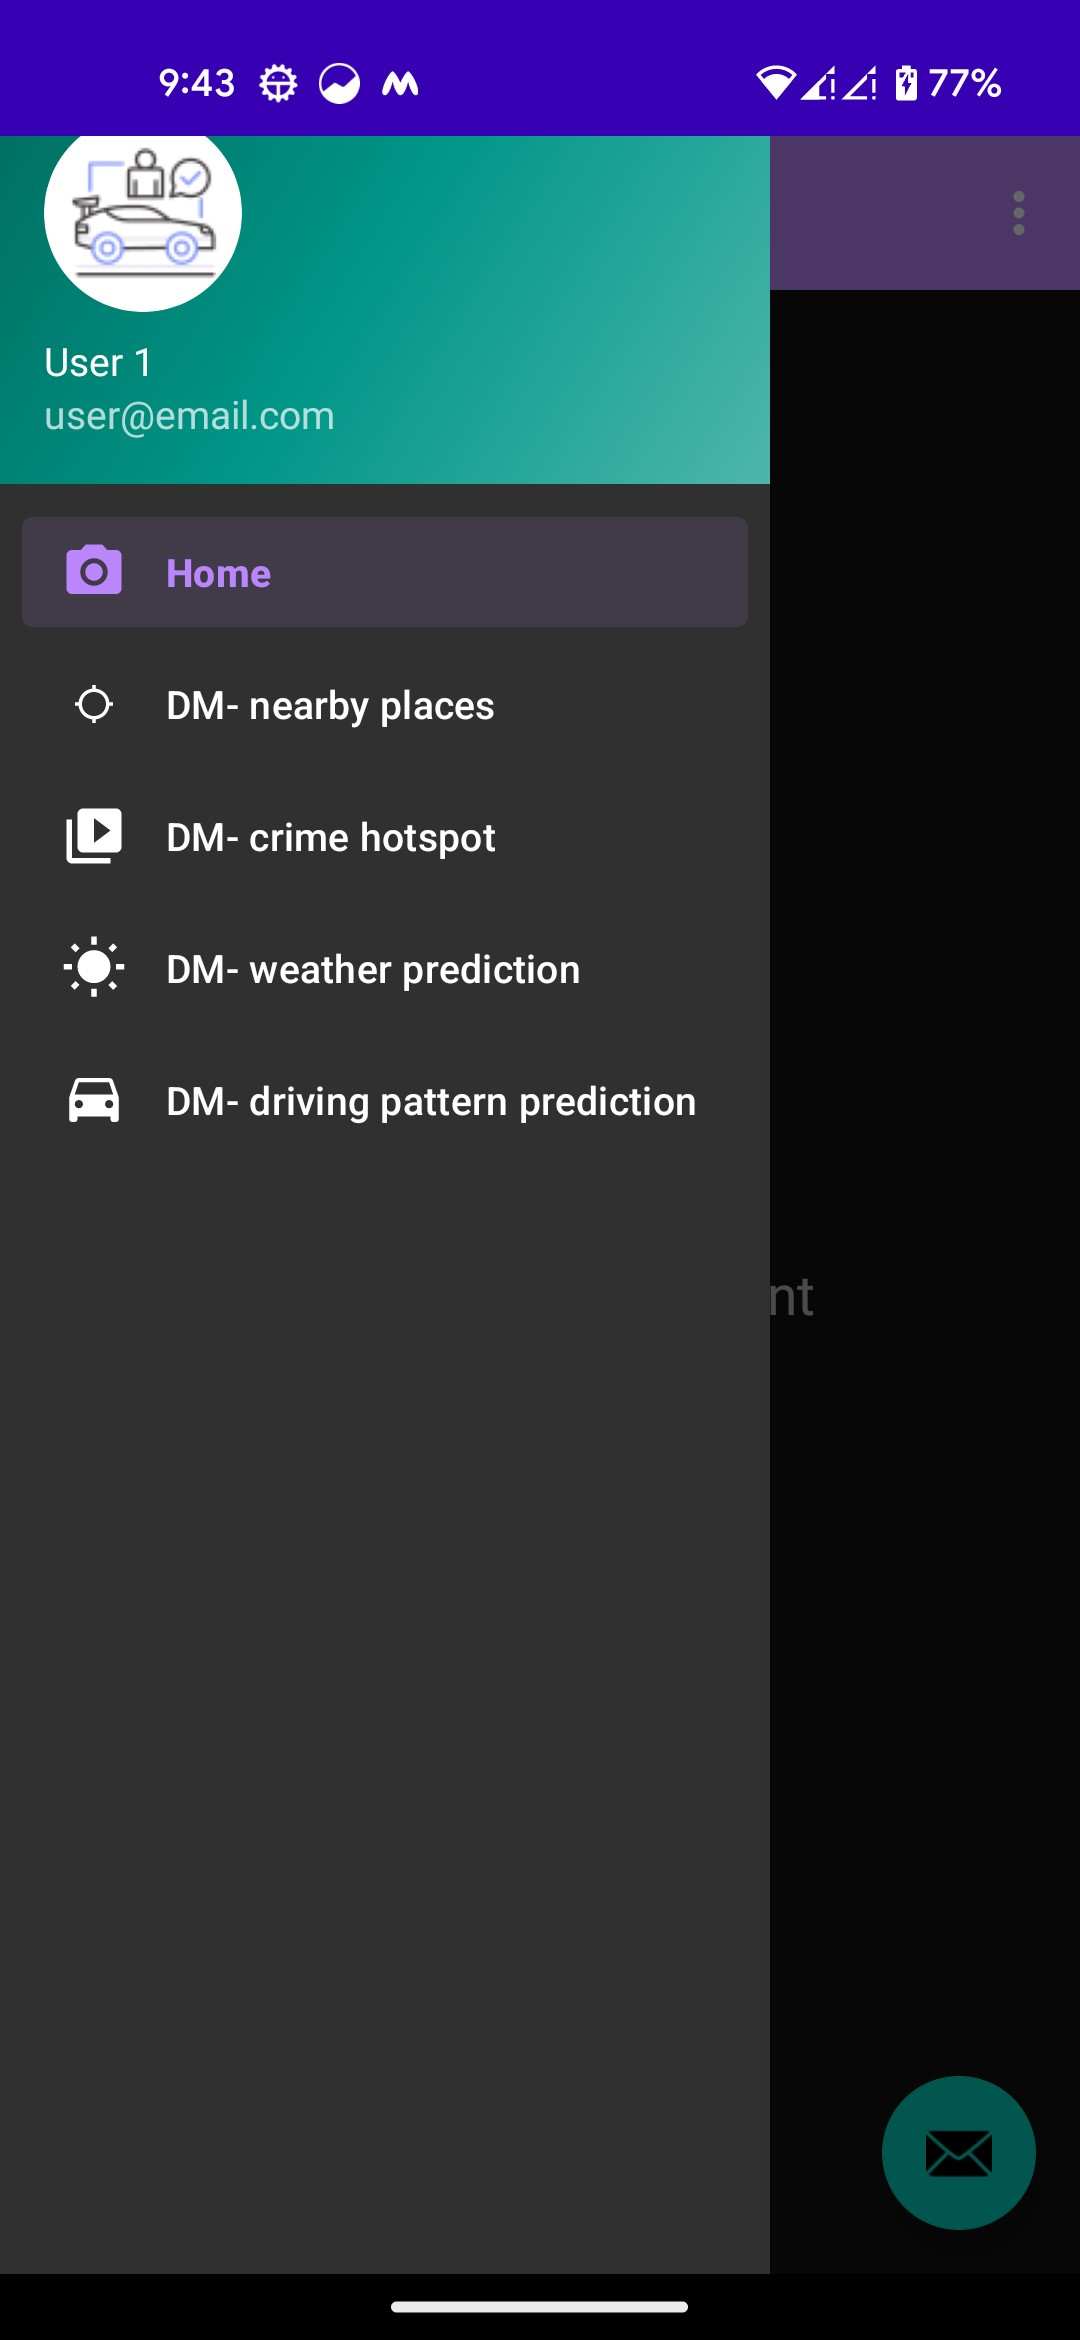 9:43 77%
User 1
user@email.com
Home
DM- nearby places
DM- crime hotspot
DM- weather prediction
DM- driving pattern prediction
nt